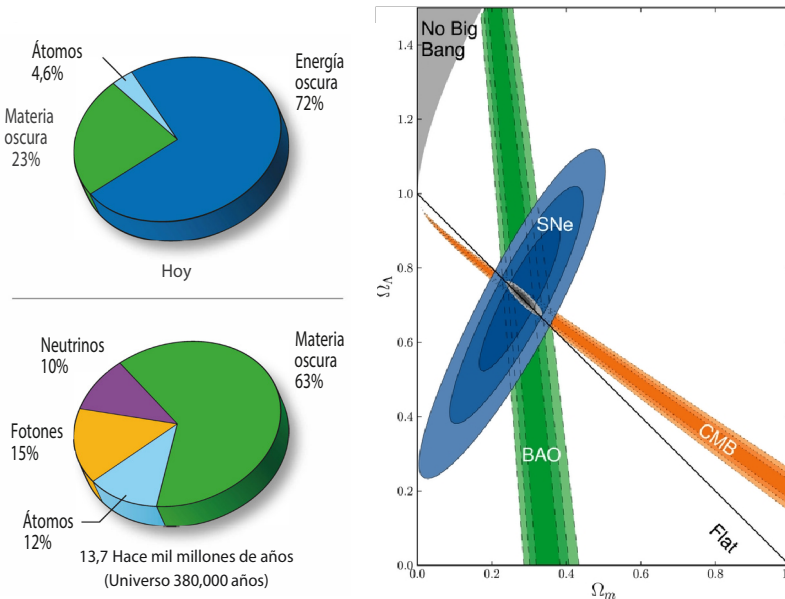 Átomos
4,6%
Energía
oscura
72%
Materia
oscura
23%
Hoy
Neutrinos
10%
Materia
oscura
63%
Fotones
15%
Átomos
12%
13,7 Hace mil millones de años
(Universo 380,000 años)
No Big
Bang
SNe
BAO
CMB
Flat
1.4
1.2
1.0
0.8
0.6
0.4
0.2
0.0
Ω_Λ
0.0 0.2 0.4 0.6 0.8 1.
Ω_m